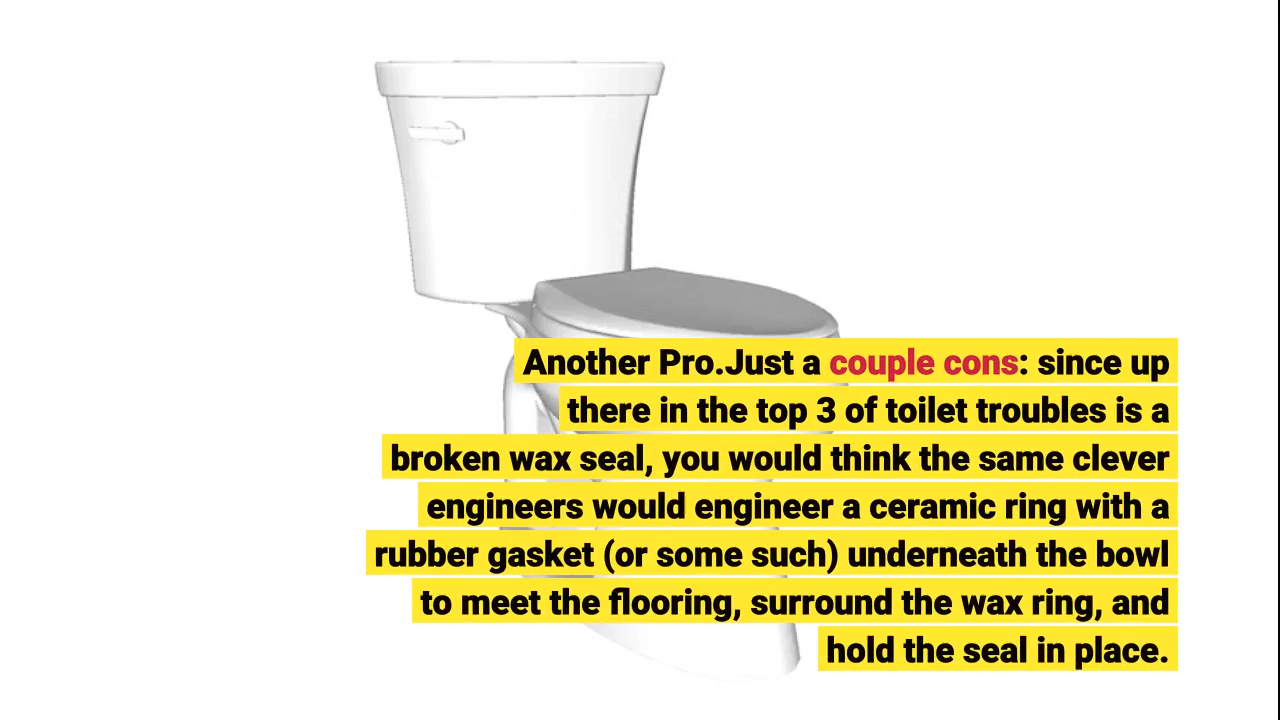 Another Pro.Just a couple cons: since up
there in the top 3 of toilet troubles is a
broken wax seal, you would think the same clever
engineers would engineer a ceramic ring with a
rubber gasket (or some such) underneath the bowl
to meet the flooring, surround the wax ring, and
hold the seal in place.